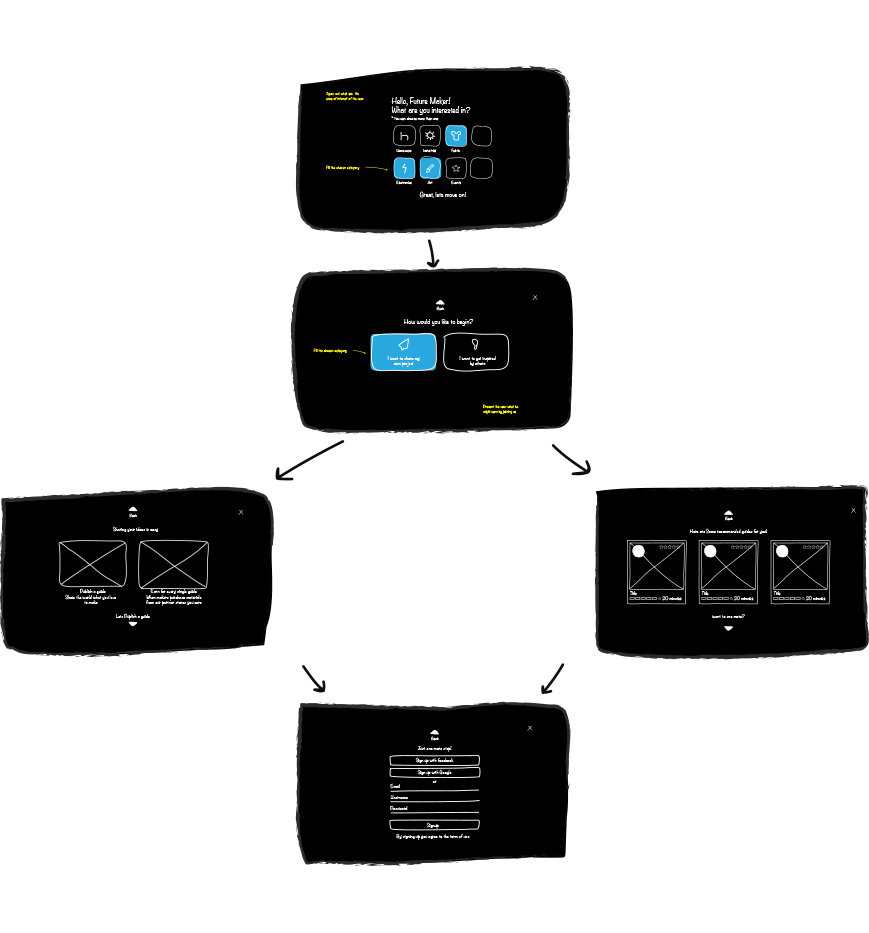 Figure out what are the
areas of interest of the user
Hello, Future Maker!
What are you interested in?
* You can choose more than one
Homeware
Industrial
Fabric
Fill the chosen category
Electronics
Art
Events
Great, lets move on!
X
Back
How would you like to begin?
Fill the chosen category
I want to share my
own project
I want to get inspired
by others
Present the user what he
might earn by joining us
X
Back
Sharing your ideas is easy
Publish a guide
Share the world what you love
to make
Earn for every single guide
When makers purchase materials
from our partner stores you earn
Lets Publish a guide
X
Back
Here are Some recommended guides for you!
Title
20 minutes
Title
20 minutes
Title
20 minutes
want to see more?
X
Back
Just one more step!
Sign up with Facebook
Sign up with Google
or
Email
Username
Password
Sign up
By signing up you agree to the term of use